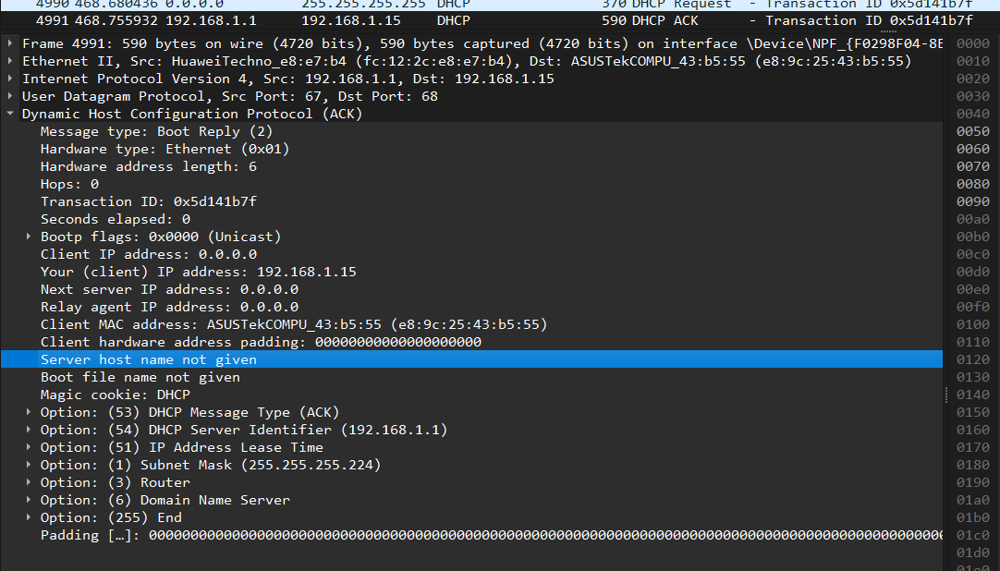 4990 468.680436 0.0.0.0 255.255.255.255 DHCP 370 DHCP Request - Transaction ID 0x5d141b7f
4991 468.755932 192.168.1.1 192.168.1.15 DHCP 590 DHCP ACK - Transaction ID 0x5d141b7f
Frame 4991: 590 bytes on wire (4720 bits), 590 bytes captured (4720 bits) on interface \Device\NPF_{F0298F04-8E
Ethernet II, Src: HuaweiTechno_e8:e7:b4 (fc:12:2c:e8:e7:b4), Dst: ASUSTekCOMPU_43:b5:55 (e8:9c:25:43:b5:55)
Internet Protocol Version 4, Src: 192.168.1.1, Dst: 192.168.1.15
User Datagram Protocol, Src Port: 67, Dst Port: 68
Dynamic Host Configuration Protocol (ACK)
Message type: Boot Reply (2)
Hardware type: Ethernet (0x01)
Hardware address length: 6
Hops: 0
Transaction ID: 0x5d141b7f
Seconds elapsed: 0
Bootp flags: 0x0000 (Unicast)
Client IP address: 0.0.0.0
Your (client) IP address: 192.168.1.15
Next server IP address: 0.0.0.0
Relay agent IP address: 0.0.0.0
Client MAC address: ASUSTekCOMPU_43:b5:55 (e8:9c:25:43:b5:55)
Client hardware address padding: 00000000000000000000
Server host name not given
Boot file name not given
Magic cookie: DHCP
Option: (53) DHCP Message Type (ACK)
Option: (54) DHCP Server Identifier (192.168.1.1)
Option: (51) IP Address Lease Time
Option: (1) Subnet Mask (255.255.255.224)
Option: (3) Router
Option: (6) Domain Name Server
Option: (255) End
Padding […]: 000000000000000000000000000000000000000000000000000000000000000000000000000000000000000000000000
0000
0010
0020
0030
0040
0050
0060
0070
0080
0090
00a0
00b0
00c0
00d0
00e0
00f0
0100
0110
0120
0130
0140
0150
0160
0170
0180
0190
01a0
01b0
01c0
01d0
01e0